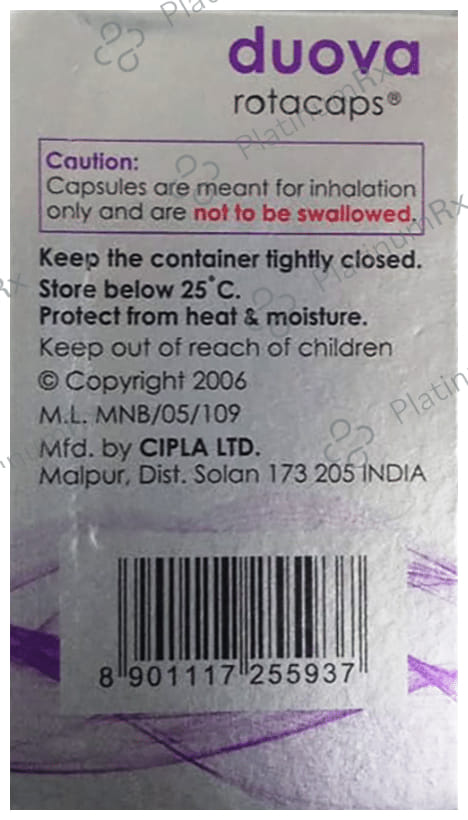 duova
rotacaps®
Caution:
Capsules are meant for inhalation
only and are not to be swallowed.
Keep the container tightly closed.
Store below 25°C.
Protect from heat & moisture.
Keep out of reach of children
© Copyright 2006
M.L. MNB/05/109
Mfd. by CIPLA LTD.
Malpur, Dist. Solan 173 205 INDIA
8 901117 255937
PlatinumRx
PlatinumRx